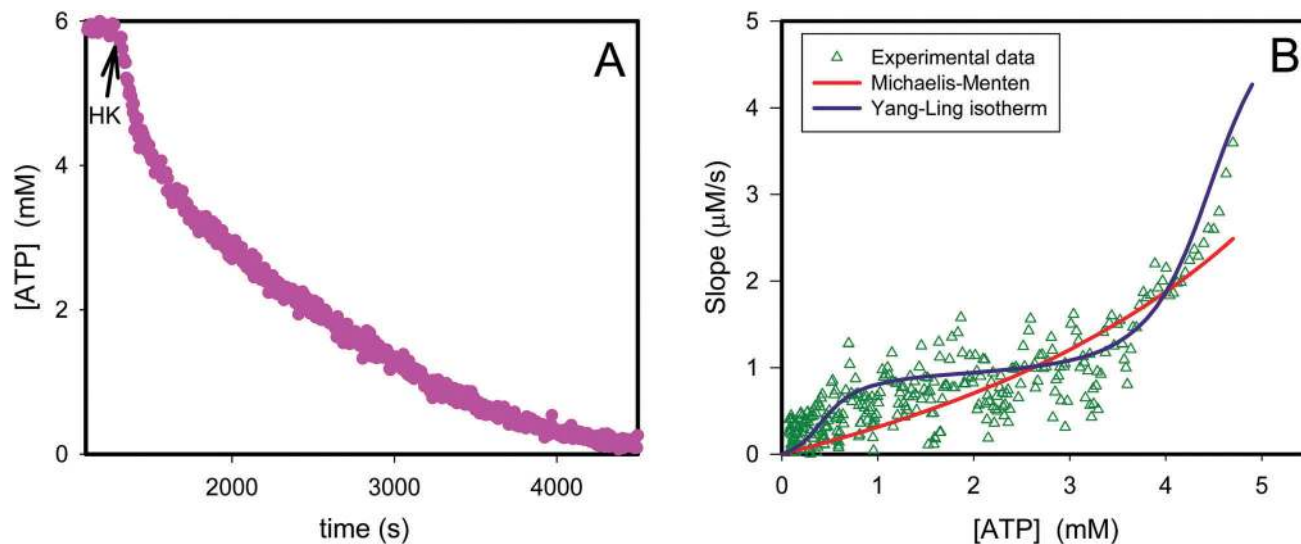 6
4
2
0
[ATP] (mM)
HK
A
2000
3000
4000
time (s)
5
4
3
2
1
0
Slope (μM/s)
Experimental data
Michaelis-Menten
Yang-Ling isotherm
B
0
1
2
3
4
5
[ATP] (mM)